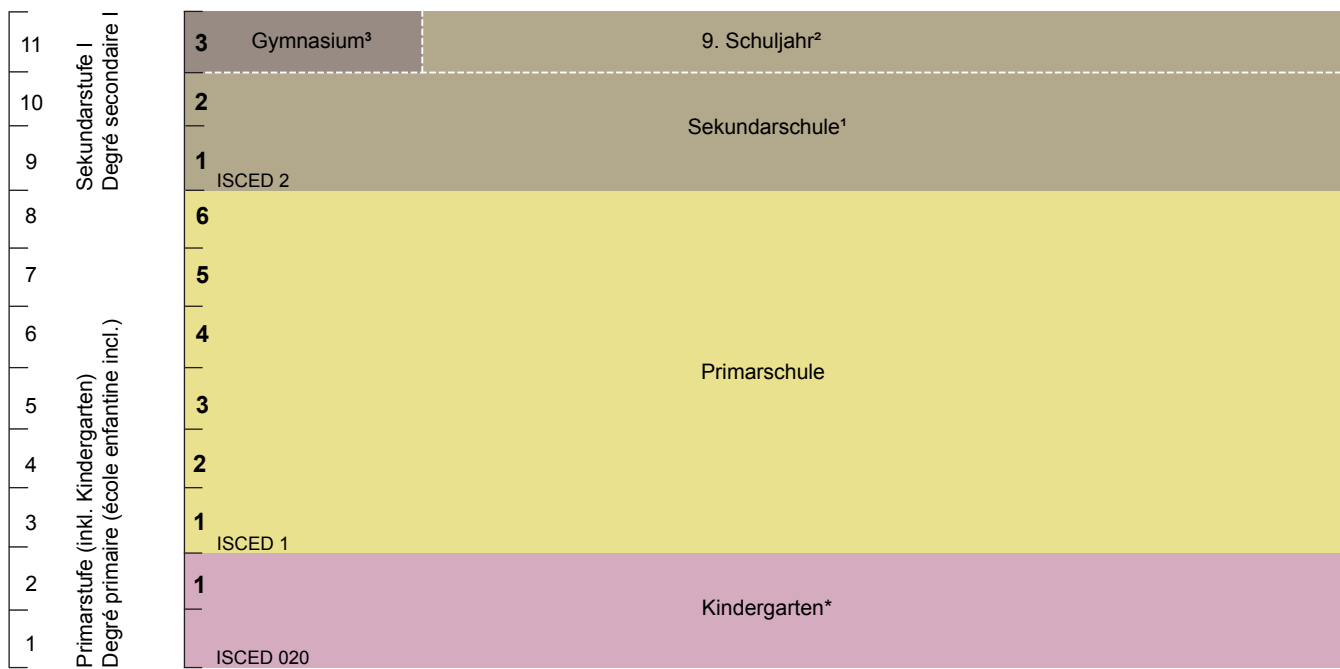 11
Sekundarstufe I
Degré secondaire I
3
Gymnasium³
9. Schuljahr²
10
2
Sekundarschule¹
9
1
ISCED 2
8
6
7
5
6
4
Primarstufe (inkl. Kindergarten)
Degré primaire (école enfantine incl.)
Primarschule
5
3
4
2
3
1
ISCED 1
2
1
Kindergarten*
1
ISCED 020